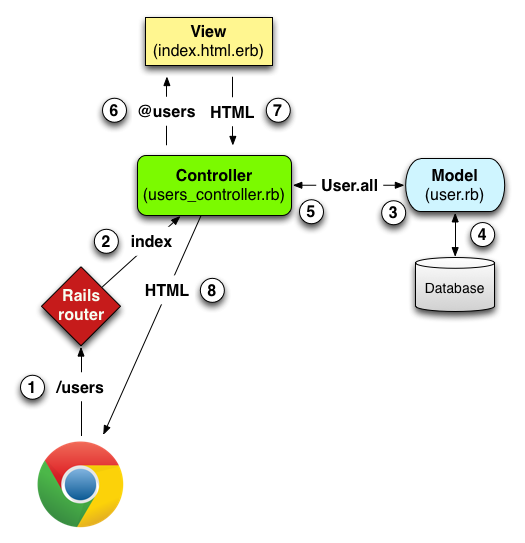 View
(index.html.erb)
6 @users HTML 7
Controller
(users_controller.rb)
User.all
Model
(user.rb)
5
3
2 index
4
HTML 8
Database
Rails
router
1 /users